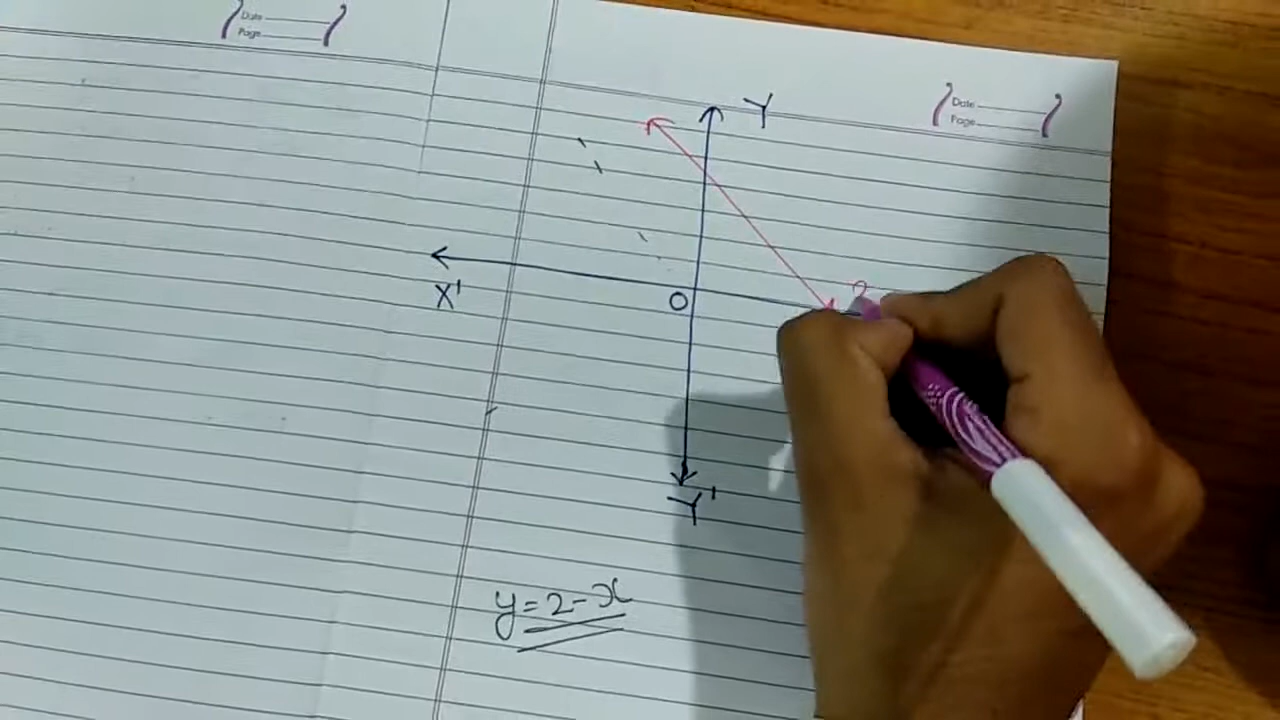 Date
Page
Date
Page
Y
X'
O
Y'
y=2-x